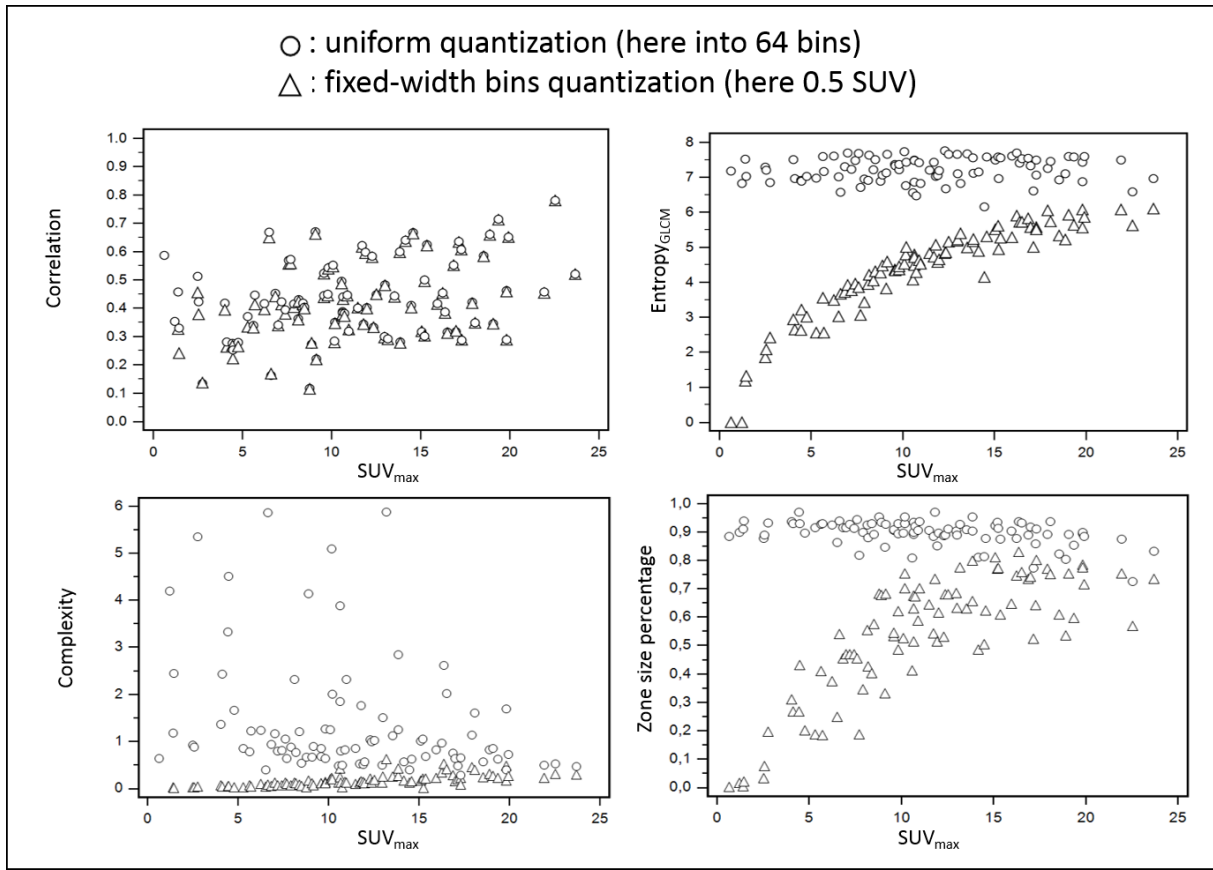 ○ : uniform quantization (here into 64 bins)
△ : fixed-width bins quantization (here 0.5 SUV)
Correlation
1.0
0.9
0.8
0.7
0.6
0.5
0.4
0.3
0.2
0.1
0.0
0 5 10 15 20 25
SUVmax
EntropyGLCM
8
7
6
5
4
3
2
1
0
0 5 10 15 20 25
SUVmax
Complexity
6
5
4
3
2
1
0
0 5 10 15 20 25
SUVmax
Zone size percentage
1,0
0,9
0,8
0,7
0,6
0,5
0,4
0,3
0,2
0,1
0,0
0 5 10 15 20 25
SUVmax